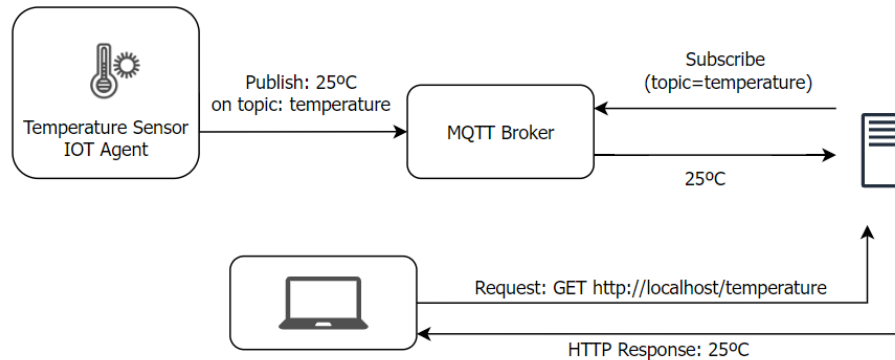 Temperature Sensor
IOT Agent
Publish: 25ºC
on topic: temperature
MQTT Broker
Subscribe
(topic=temperature)
25ºC
Request: GET http://localhost/temperature
HTTP Response: 25ºC